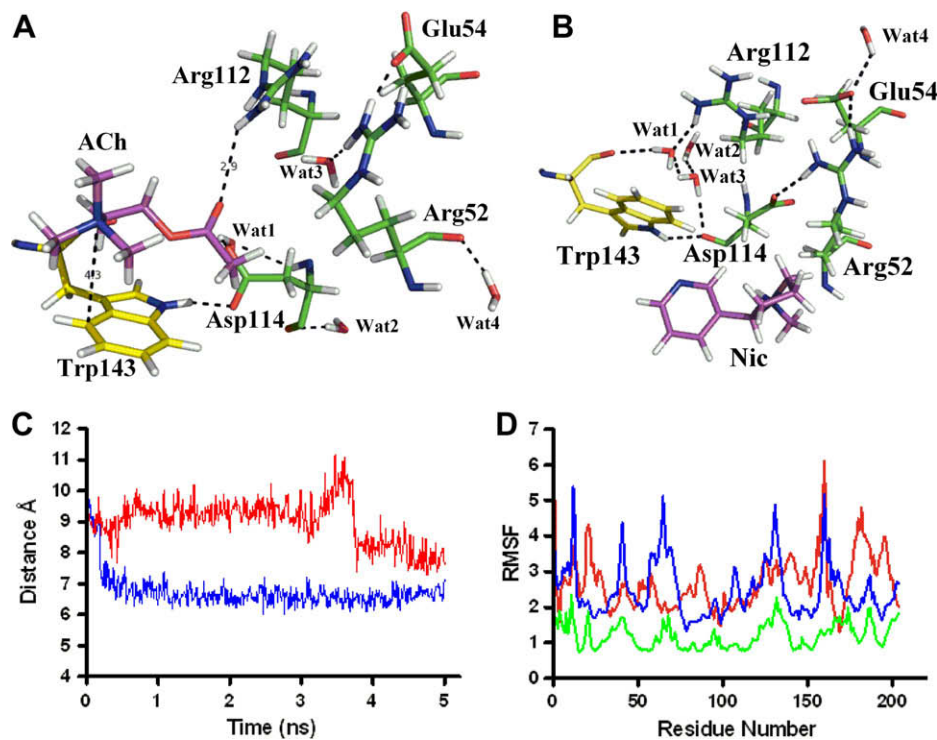 A
Glu54
Arg112
ACh
2.9
Wat3
Arg52
Wat1
4.3
Asp114
Wat2
Wat4
Trp143
B
Wat4
Arg112
Glu54
Wat1
Wat2
Wat3
Trp143
Asp114
Arg52
Nic
C
12
11
10
9
8
7
6
5
4
Distance Å
0 1 2 3 4 5
Time (ns)
D
7
6
5
4
3
2
1
0
RMSF
0 50 100 150 200
Residue Number